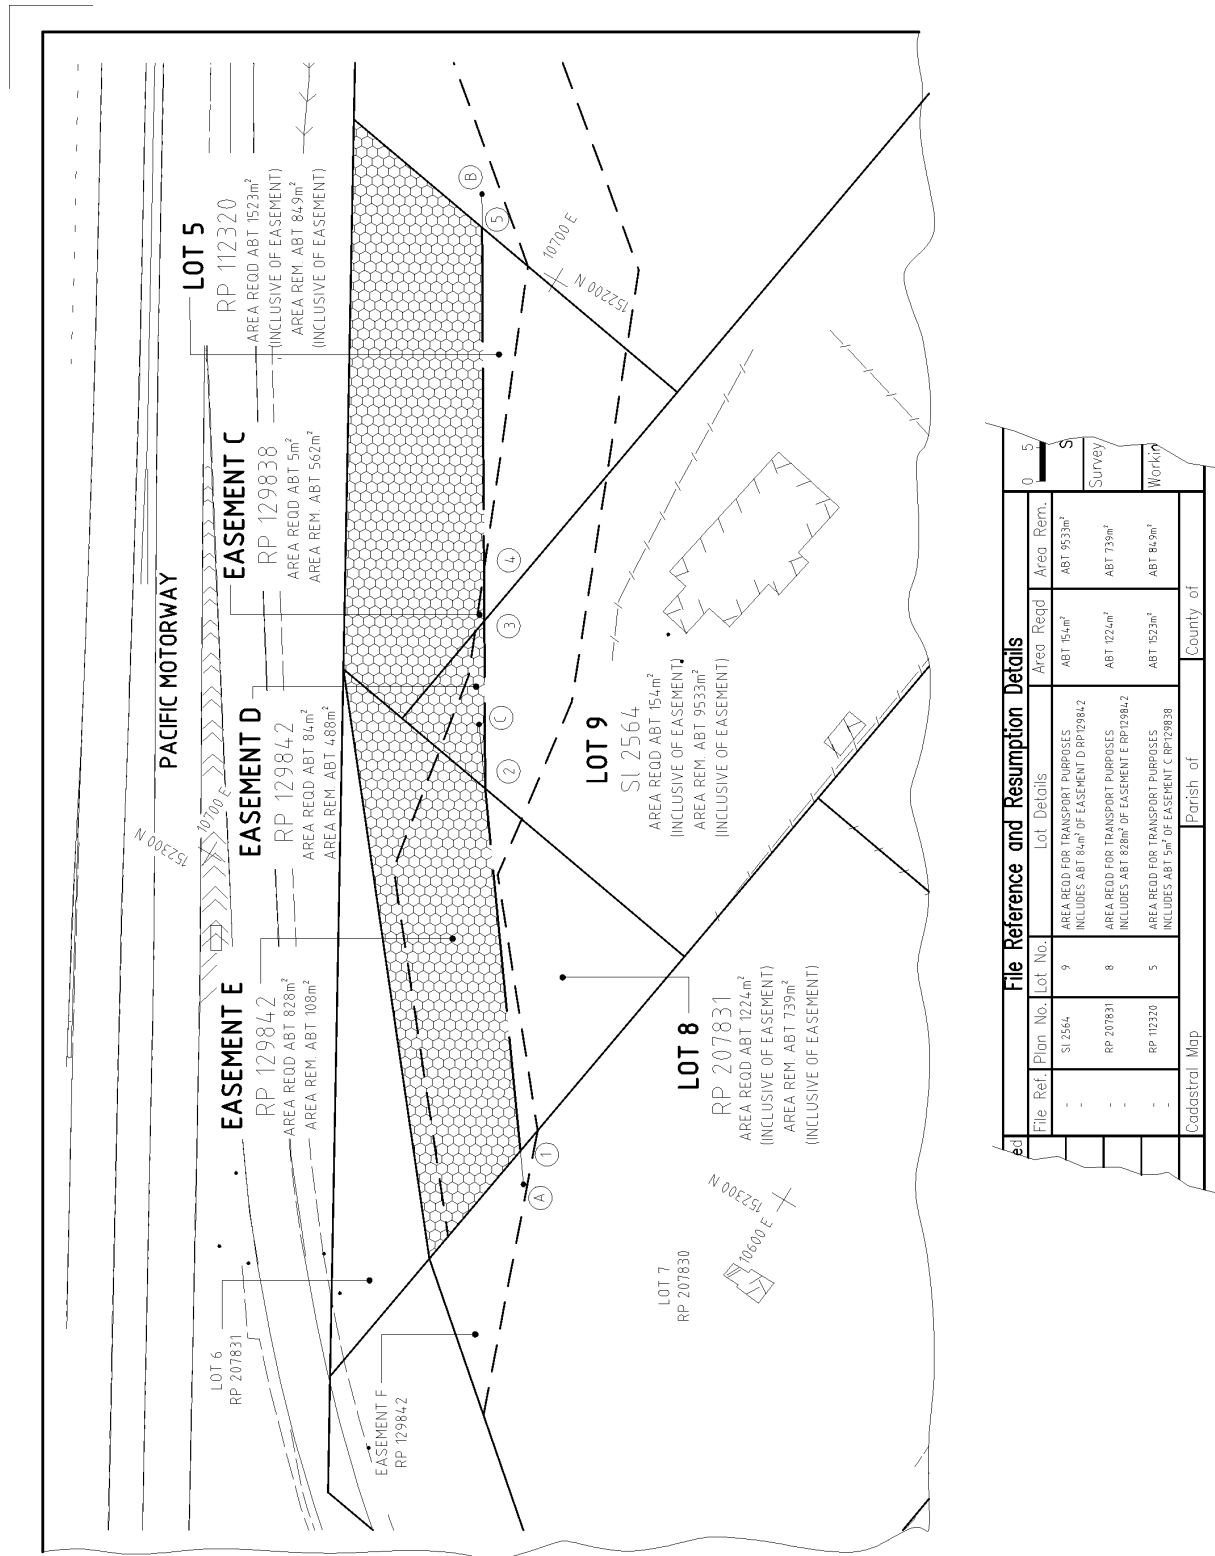 PACIFIC MOTORWAY
152300 N
10700 E
LOT 5
RP 112320
AREA REQD ABT 1523m²
(INCLUSIVE OF EASEMENT)
AREA REM. ABT 849m²
(INCLUSIVE OF EASEMENT)
EASEMENT C
RP 129838
AREA REQD ABT 5m²
AREA REM. ABT 562m²
EASEMENT D
RP 129842
AREA REQD ABT 84m²
AREA REM. ABT 488m²
EASEMENT E
RP 129842
AREA REQD ABT 828m²
AREA REM. ABT 108m²
LOT 6
RP 207831
EASEMENT F
RP 129842
A
1
2
C
3
4
5
B
10700 E
152200 N
LOT 9
SI 2564
AREA REQD ABT 154m²
(INCLUSIVE OF EASEMENT)
AREA REM. ABT 9533m²
(INCLUSIVE OF EASEMENT)
LOT 8
RP 207831
AREA REQD ABT 1224m²
(INCLUSIVE OF EASEMENT)
AREA REM. ABT 739m²
(INCLUSIVE OF EASEMENT)
LOT 7
RP 207830
152300 N
10600 E
ed
File Reference and Resumption Details
File Ref. Plan No. Lot No. Lot Details Area Reqd Area Rem.
- SI 2564 9 AREA REQD FOR TRANSPORT PURPOSES ABT 154m² ABT 9533m²
- INCLUDES ABT 84m² OF EASEMENT D RP129842
- RP 207831 8 AREA REQD FOR TRANSPORT PURPOSES ABT 1224m² ABT 739m²
- INCLUDES ABT 828m² OF EASEMENT E RP129842
- RP 112320 5 AREA REQD FOR TRANSPORT PURPOSES ABT 1523m² ABT 849m²
- INCLUDES ABT 5m² OF EASEMENT C RP129838
Cadastral Map Parish of County of
0 5
S
Survey
Workin